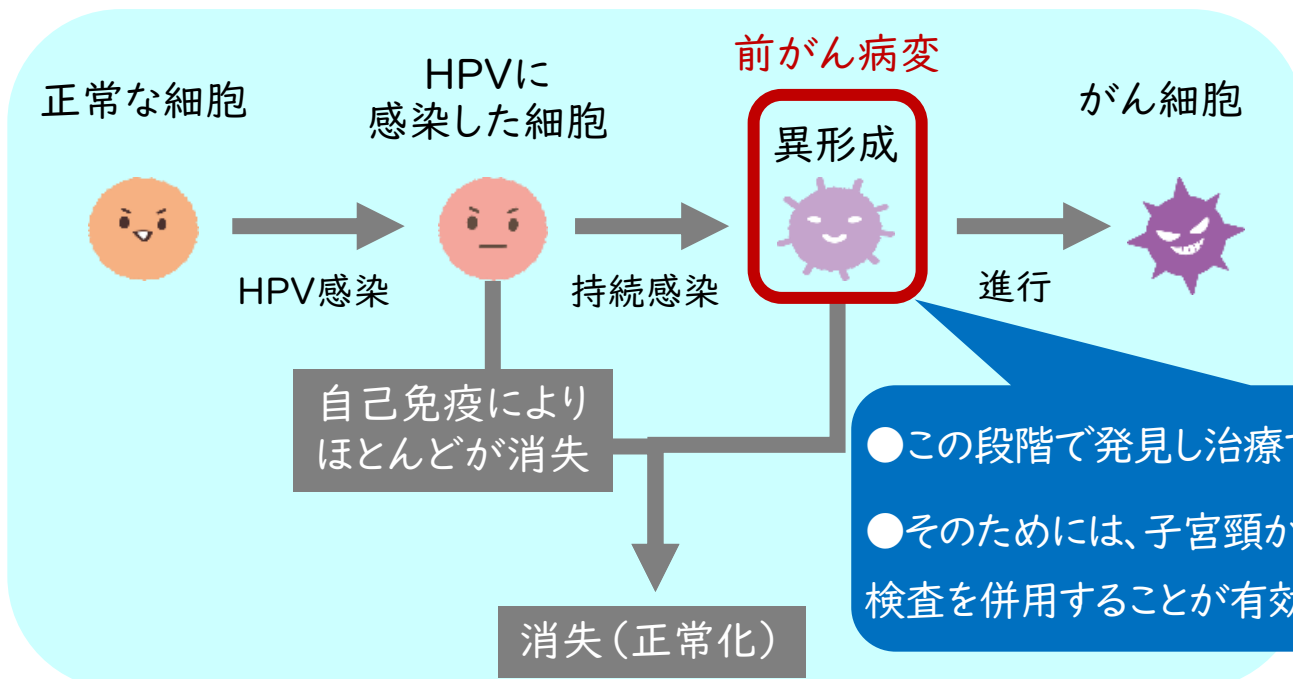 正常な細胞
HPVに
感染した細胞
前がん病変
異形成
がん細胞
HPV感染
持続感染
進行
自己免疫により
ほとんどが消失
消失(正常化)
●この段階で発見し治療
●そのためには、子宮頸が
検査を併用することが有効